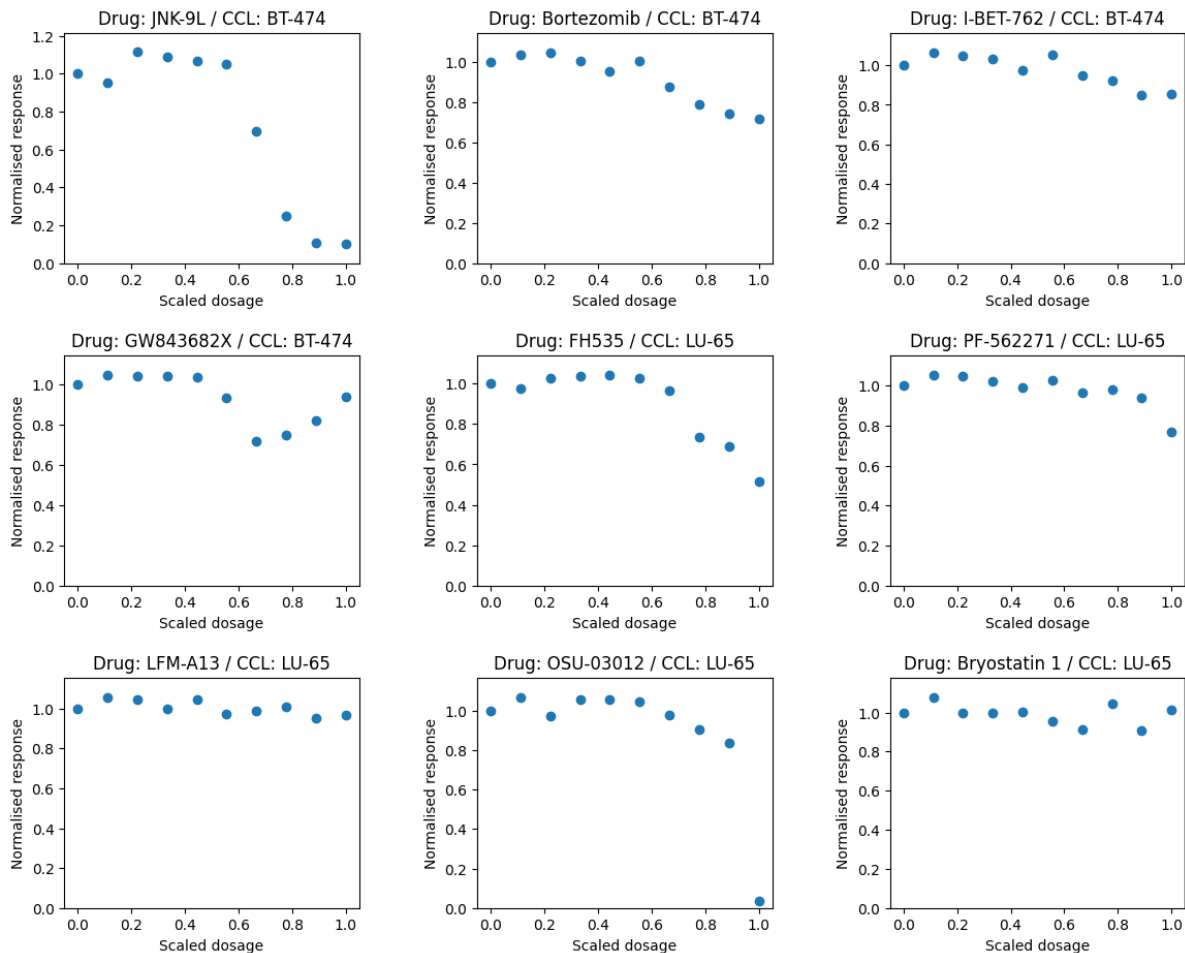 Drug: JNK-9L / CCL: BT-474
Normalised response
1.2
1.0
0.8
0.6
0.4
0.2
0.0
0.0 0.2 0.4 0.6 0.8 1.0
Scaled dosage
Drug: Bortezomib / CCL: BT-474
Normalised response
1.0
0.8
0.6
0.4
0.2
0.0
0.0 0.2 0.4 0.6 0.8 1.0
Scaled dosage
Drug: I-BET-762 / CCL: BT-474
Normalised response
1.0
0.8
0.6
0.4
0.2
0.0
0.0 0.2 0.4 0.6 0.8 1.0
Scaled dosage
Drug: GW843682X / CCL: BT-474
Normalised response
1.0
0.8
0.6
0.4
0.2
0.0
0.0 0.2 0.4 0.6 0.8 1.0
Scaled dosage
Drug: FH535 / CCL: LU-65
Normalised response
1.0
0.8
0.6
0.4
0.2
0.0
0.0 0.2 0.4 0.6 0.8 1.0
Scaled dosage
Drug: PF-562271 / CCL: LU-65
Normalised response
1.0
0.8
0.6
0.4
0.2
0.0
0.0 0.2 0.4 0.6 0.8 1.0
Scaled dosage
Drug: LFM-A13 / CCL: LU-65
Normalised response
1.0
0.8
0.6
0.4
0.2
0.0
0.0 0.2 0.4 0.6 0.8 1.0
Scaled dosage
Drug: OSU-03012 / CCL: LU-65
Normalised response
1.0
0.8
0.6
0.4
0.2
0.0
0.0 0.2 0.4 0.6 0.8 1.0
Scaled dosage
Drug: Bryostatin 1 / CCL: LU-65
Normalised response
1.0
0.8
0.6
0.4
0.2
0.0
0.0 0.2 0.4 0.6 0.8 1.0
Scaled dosage